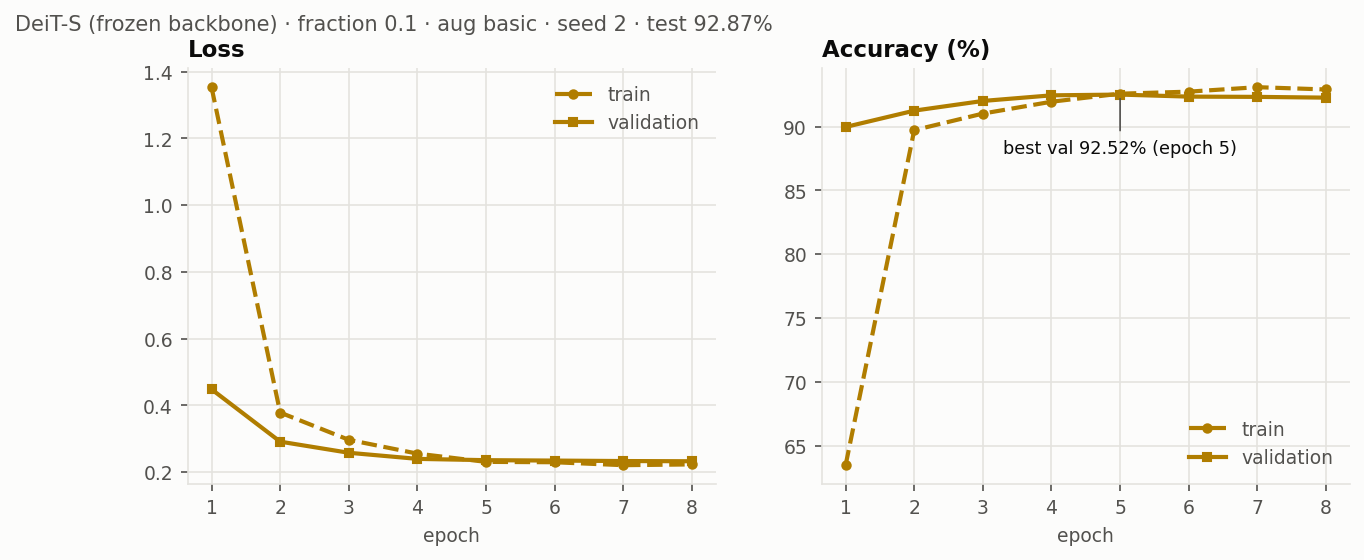 DeiT-S (frozen backbone) · fraction 0.1 · aug basic · seed 2 · test 92.87%
Loss
1.4
1.2
1.0
0.8
0.6
0.4
0.2
train
validation
1 2 3 4 5 6 7 8
epoch
Accuracy (%)
90
85
80
75
70
65
best val 92.52% (epoch 5)
train
validation
1 2 3 4 5 6 7 8
epoch